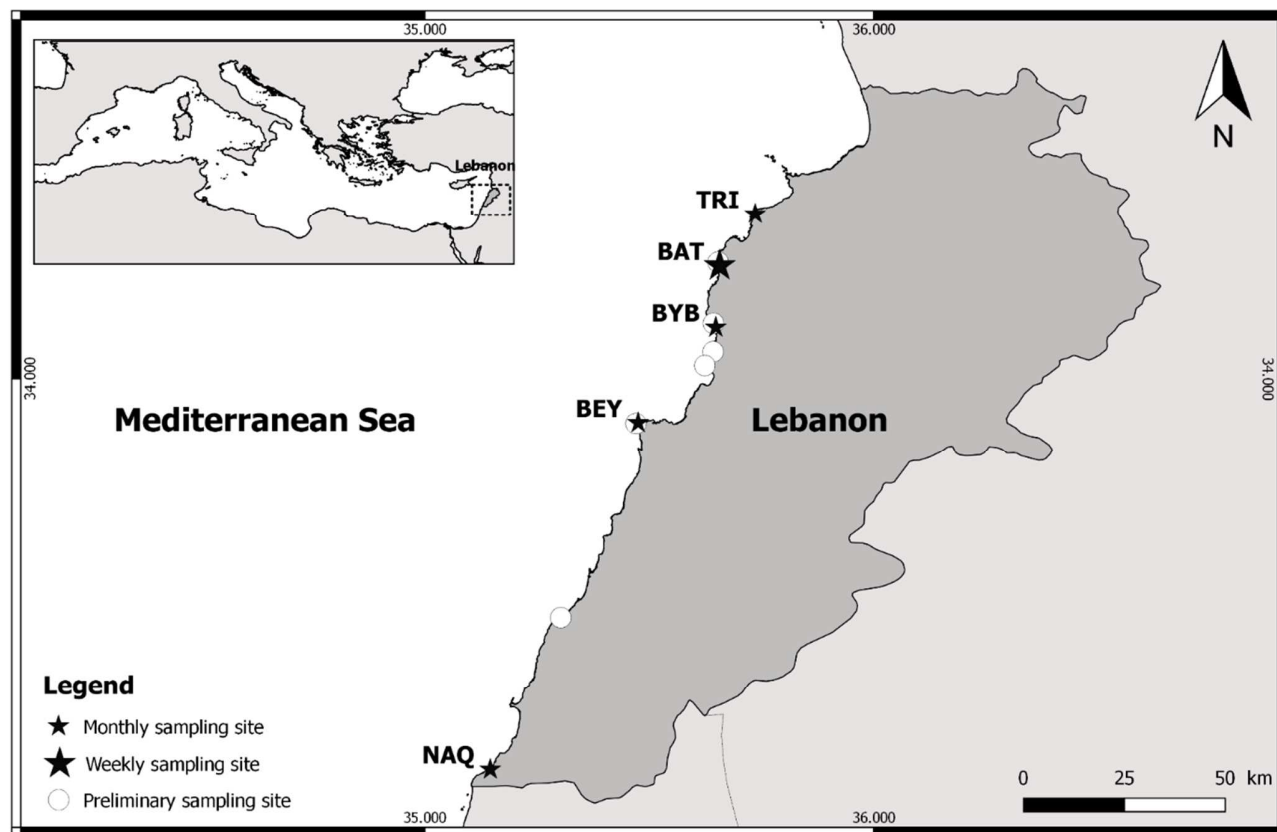 35.000
36.000
Lebanon
N
TRI
BAT
BYB
34.000
34.000
BEY
Mediterranean Sea
Lebanon
Legend
Monthly sampling site
Weekly sampling site
Preliminary sampling site
NAQ
0 25 50 km
35.000
36.000